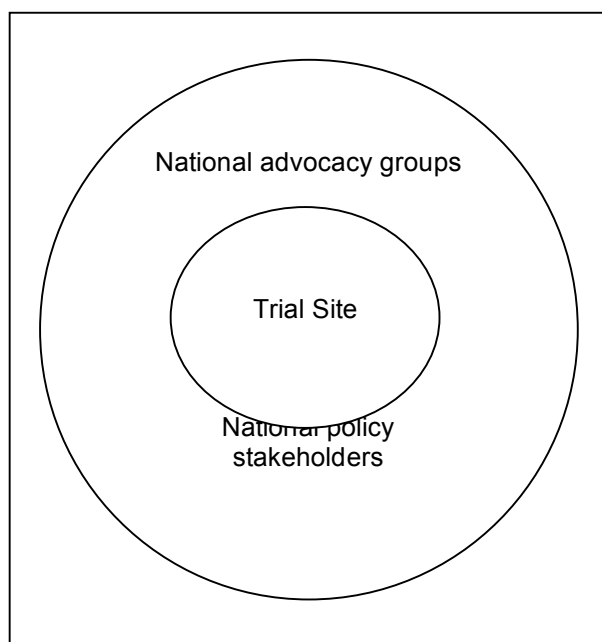 National advocacy groups
Trial Site
National policy
stakeholders